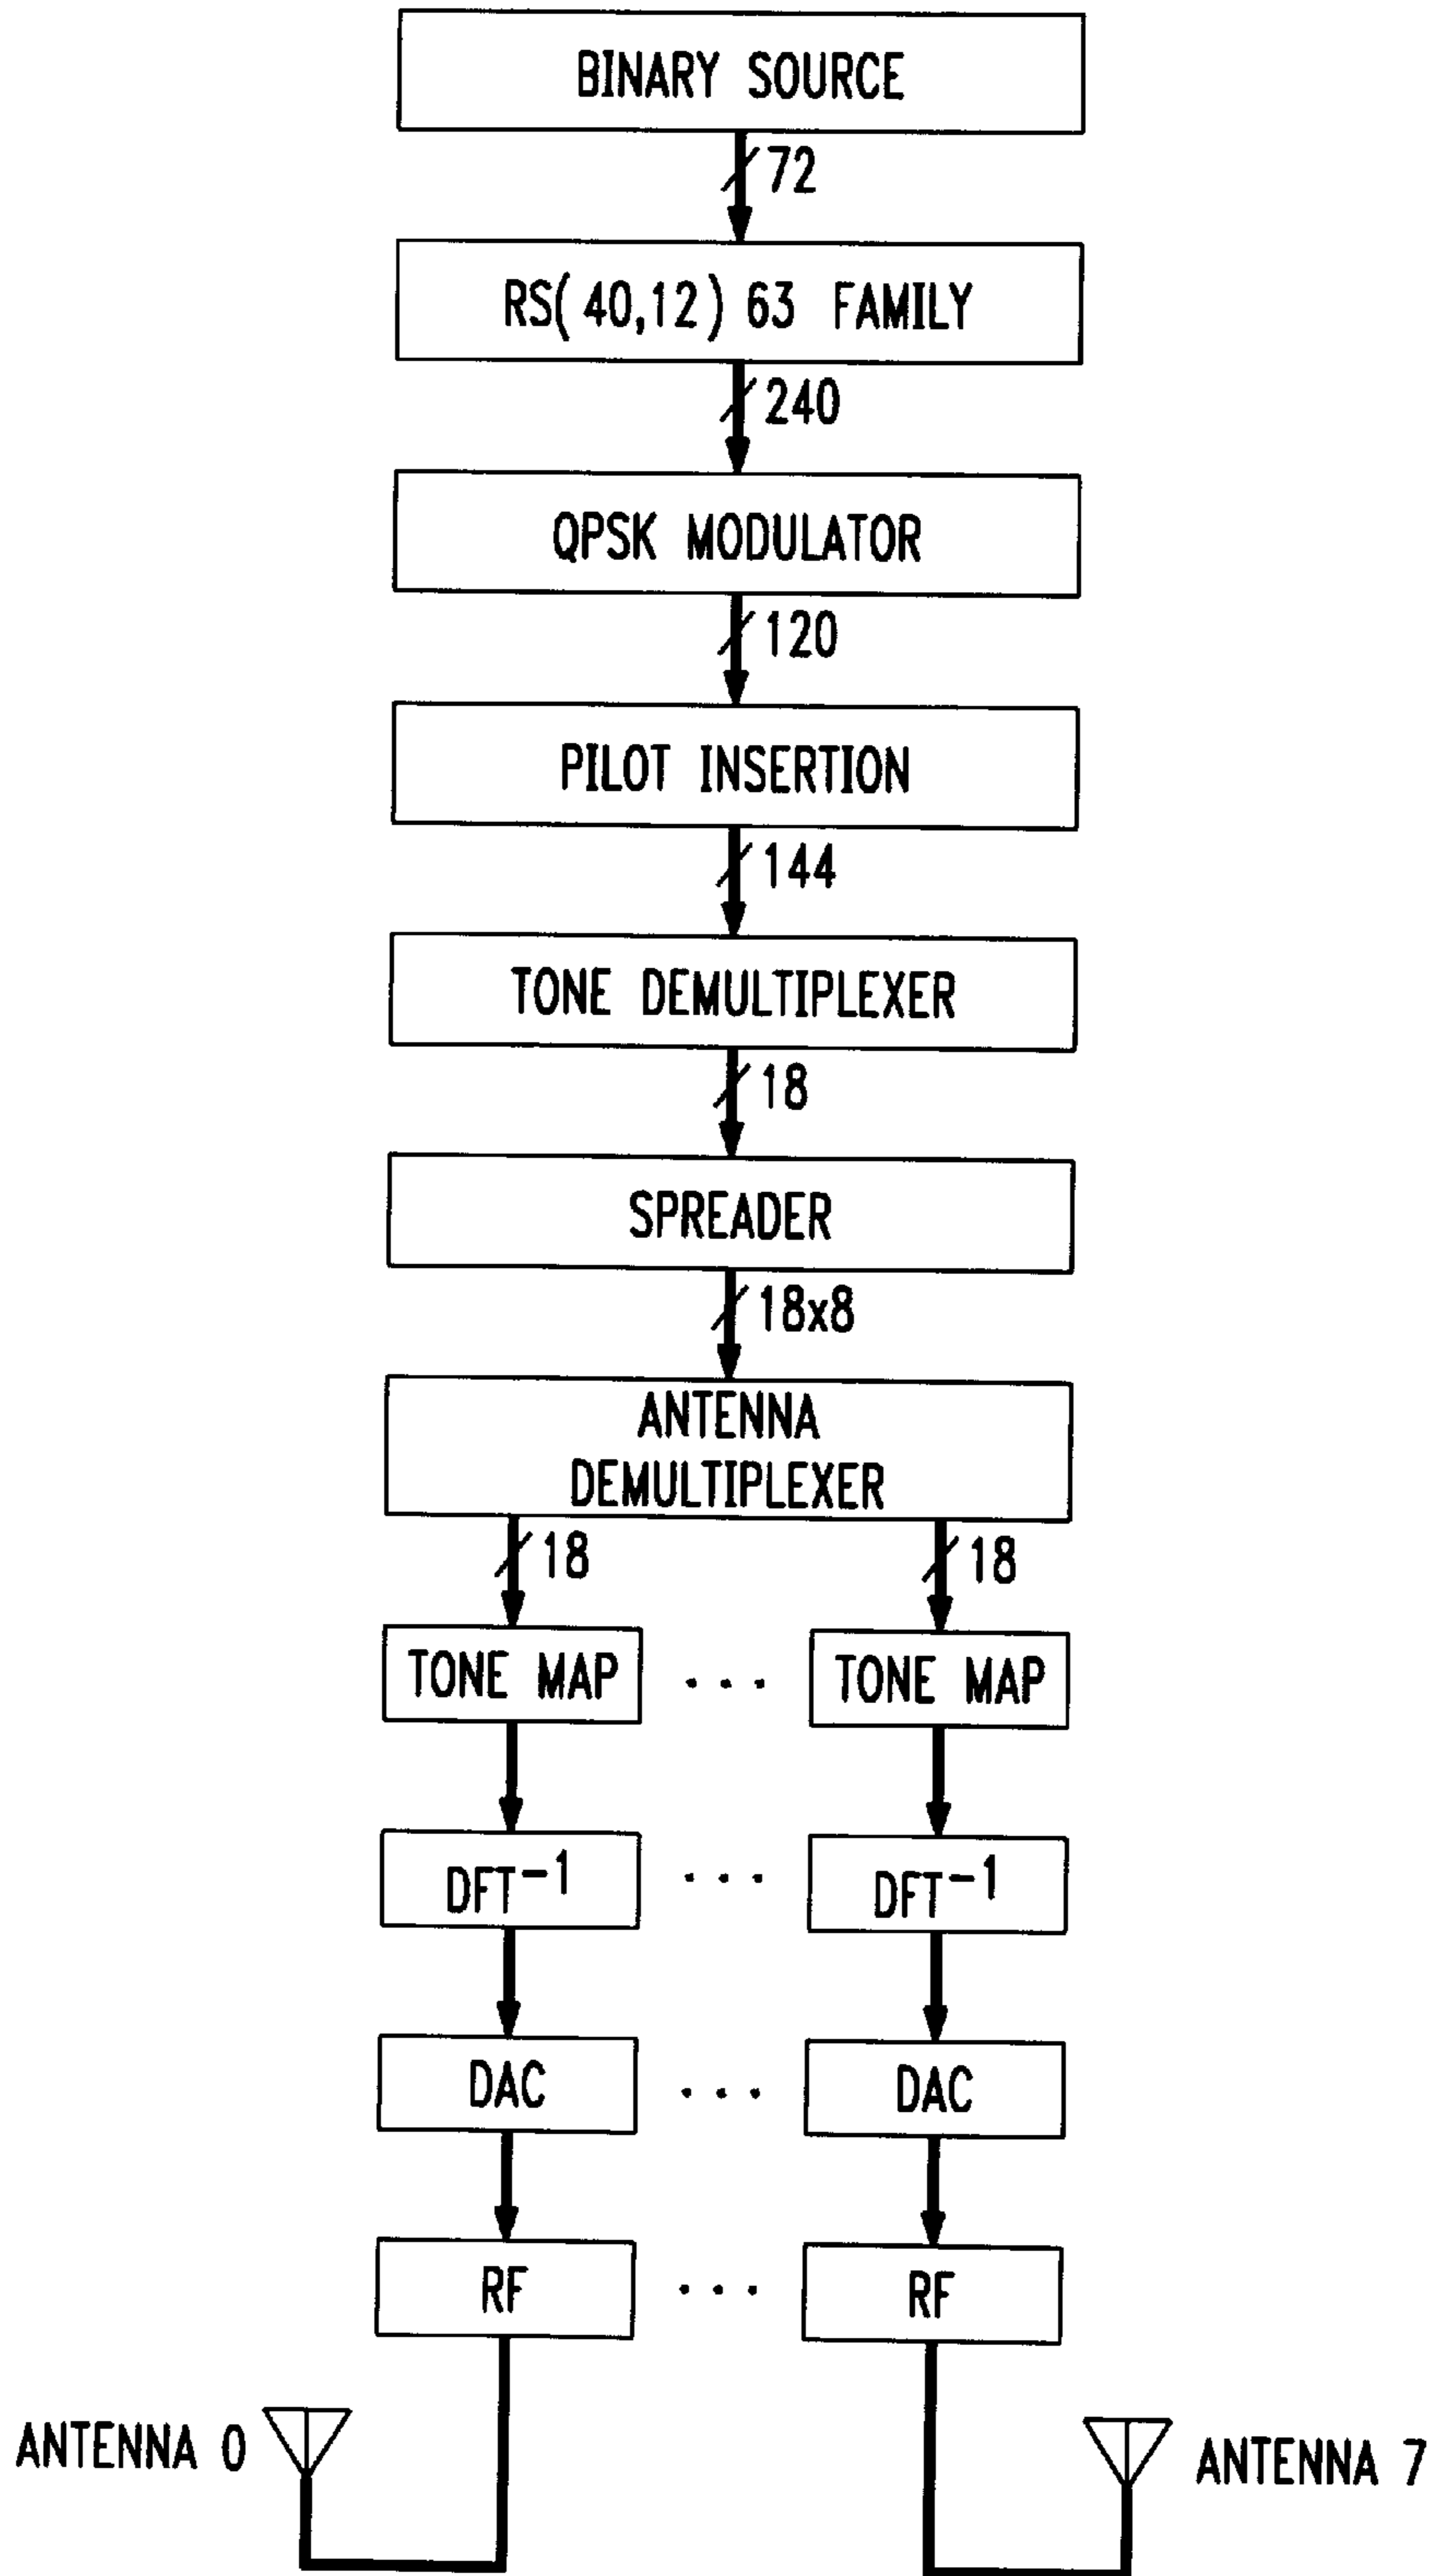 BINARY SOURCE
72
RS(40,12) 63 FAMILY
240
QPSK MODULATOR
120
PILOT INSERTION
144
TONE DEMULTIPLEXER
18
SPREADER
18x8
ANTENNA
DEMULTIPLEXER
18 18
TONE MAP ... TONE MAP
DFT⁻¹ ... DFT⁻¹
DAC ... DAC
RF ... RF
ANTENNA 0 ANTENNA 7